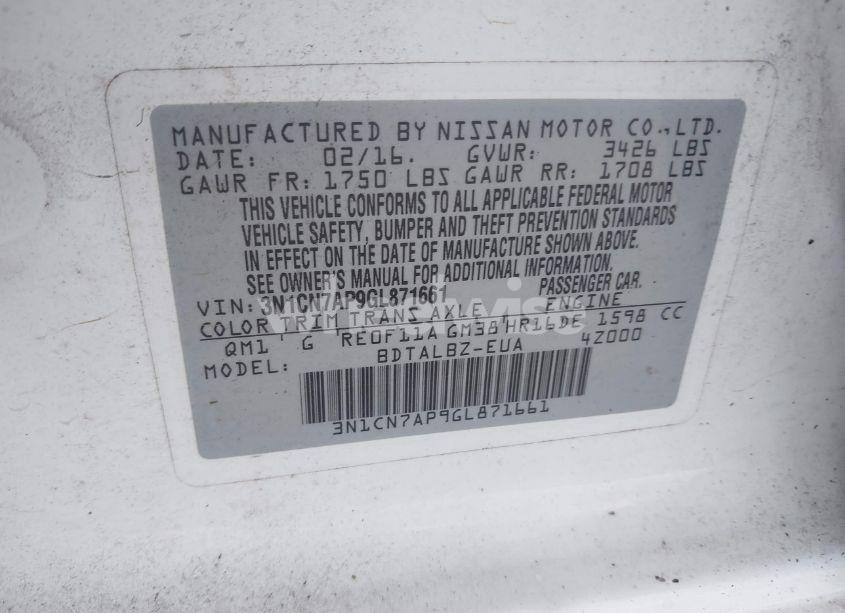 MANUFACTURED BY NISSAN MOTOR CO.,LTD.
DATE: 02/16. GVWR: 3426 LBS
GAWR FR: 1750 LBS GAWR RR: 1708 LBS
THIS VEHICLE CONFORMS TO ALL APPLICABLE FEDERAL MOTOR
VEHICLE SAFETY, BUMPER AND THEFT PREVENTION STANDARDS
IN EFFECT ON THE DATE OF MANUFACTURE SHOWN ABOVE.
SEE OWNER'S MANUAL FOR ADDITIONAL INFORMATION.
VIN: 3N1CN7AP9GL871661 PASSENGER CAR.
COLOR TRIM TRANS AXLE ENGINE
QM1 G RE0F11A GM38 HR16DE 1598 CC
MODEL: BDTALBZ-EUA 4Z000
3N1CN7AP9GL871661